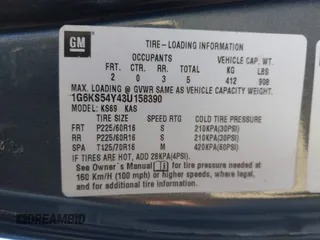 GM
TIRE-LOADING INFORMATION
OCCUPANTS VEHICLE CAP. WT.
FRT. CTR. RR. TOTAL KG LBS
2 0 3 5 412 908
MAX. LOADING @ GVWR SAME AS VEHICLE CAPACITY WEIGHT
1G6KS54Y43U158390
MODEL: KS69 KAS
TIRE SIZE SPEED RTG COLD TIRE PRESSURE
FRT P225/60R16 S 210KPA(30PSI)
RR P225/60R16 S 210KPA(30PSI)
SPA T125/70R16 M 420KPA(60PSI)
IF TIRES ARE HOT, ADD 28KPA(4PSI).
See Owner's Manual for tire pressure needed at
160 Km/H (100 mph) or higher speeds, and
for additional tire information.
DREAMBID